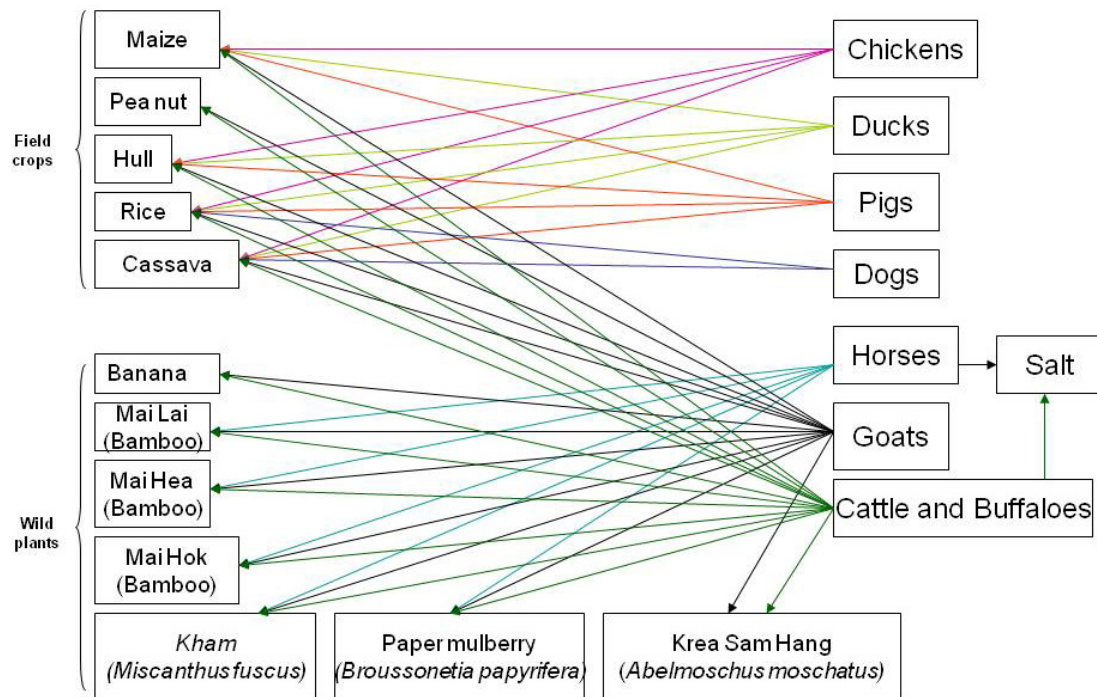 Field
crops
Maize
Pea nut
Hull
Rice
Cassava
Chickens
Ducks
Pigs
Dogs
Horses
Salt
Goats
Cattle and Buffaloes
Wild
plants
Banana
Mai Lai
(Bamboo)
Mai Hea
(Bamboo)
Mai Hok
(Bamboo)
Kham
(Miscanthus fuscus)
Paper mulberry
(Broussonetia papyrifera)
Krea Sam Hang
(Abelmoschus moschatus)